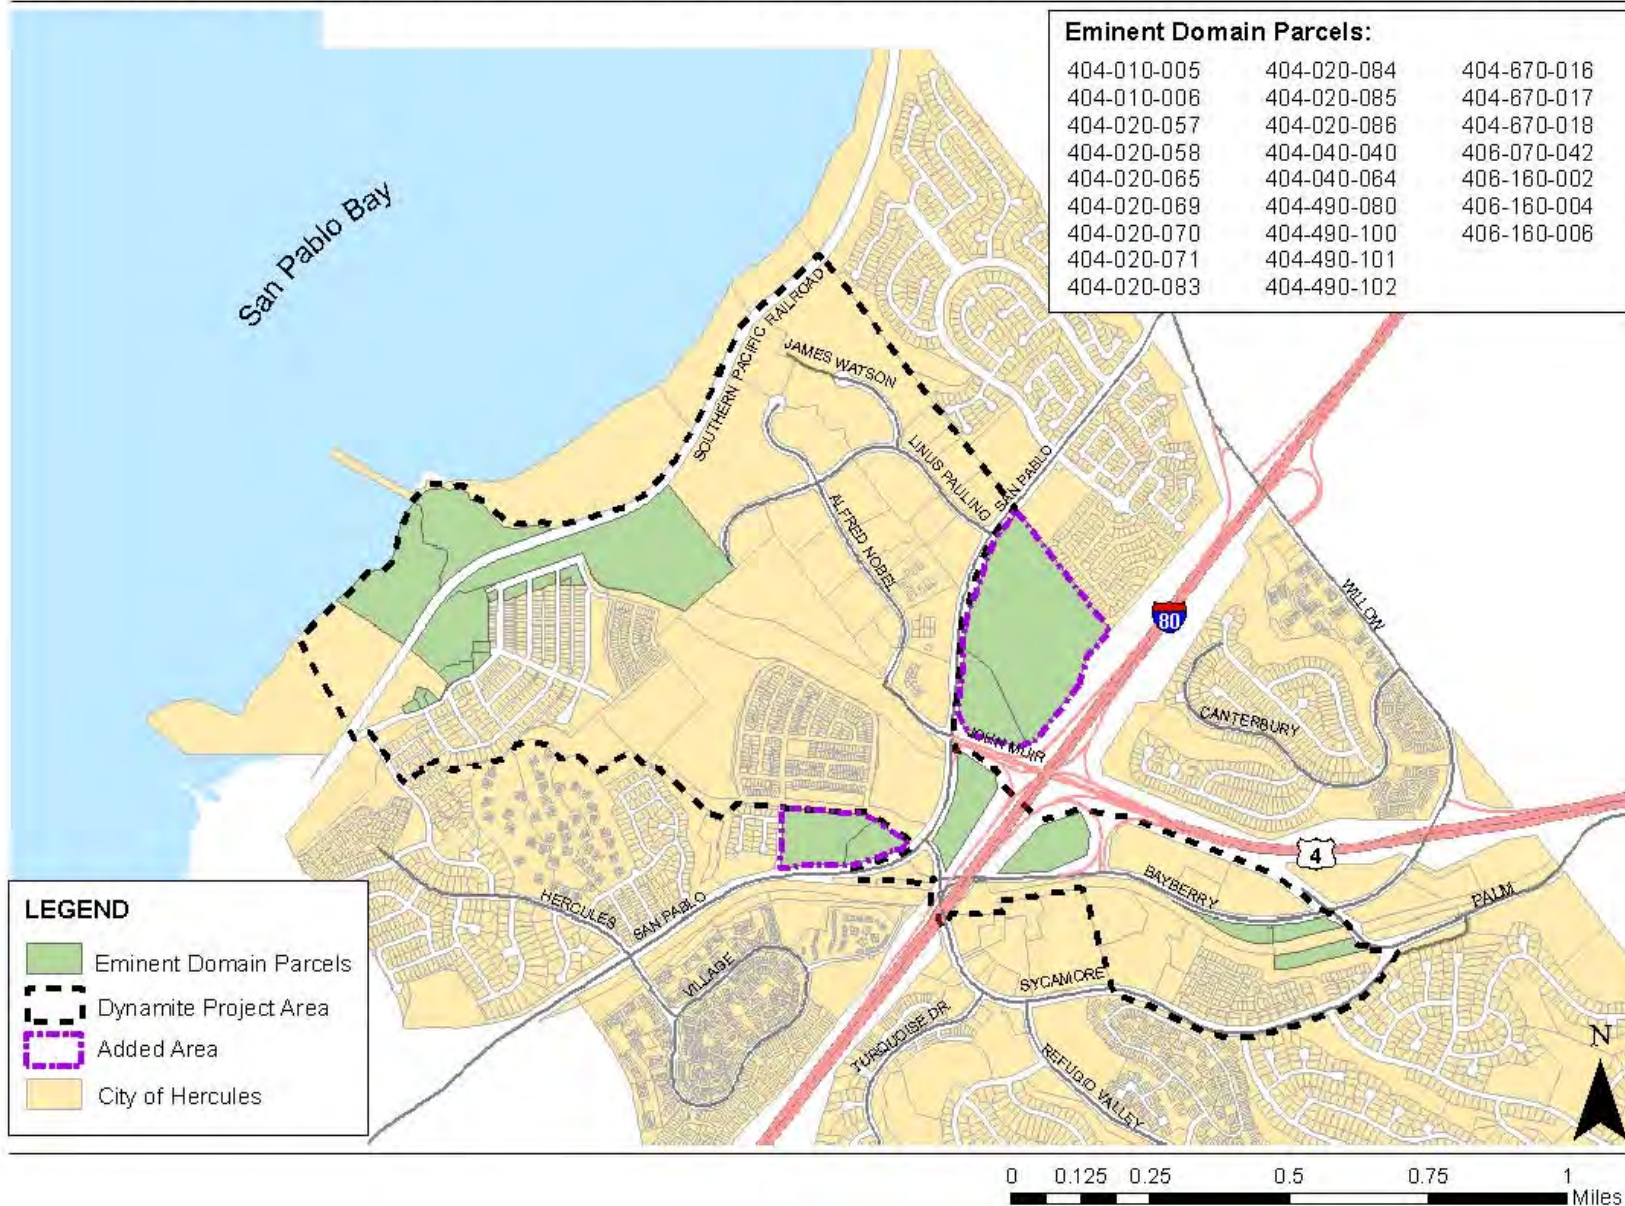 Eminent Domain Parcels:
404-010-005 404-020-084 404-670-016
404-010-006 404-020-085 404-670-017
404-020-057 404-020-086 404-670-018
404-020-058 404-040-040 406-070-042
404-020-065 404-040-064 406-160-002
404-020-069 404-490-080 406-160-004
404-020-070 404-490-100 406-160-006
404-020-071 404-490-101
404-020-083 404-490-102
San Pablo Bay
SOUTHERN PACIFIC RAILROAD
JAMES WATSON
LINUS PAULING
SAN PABLO
ALFRED NOBEL
80
WILLOW
CANTERBURY
JOHN MUIR
4
BAYBERRY
PALM
HERCULES
SAN PABLO
VILLAGE
SYCAMORE
TURQUOISE DR
REFUGIO VALLEY
LEGEND
Eminent Domain Parcels
Dynamite Project Area
Added Area
City of Hercules
N
0 0.125 0.25 0.5 0.75 1
Miles